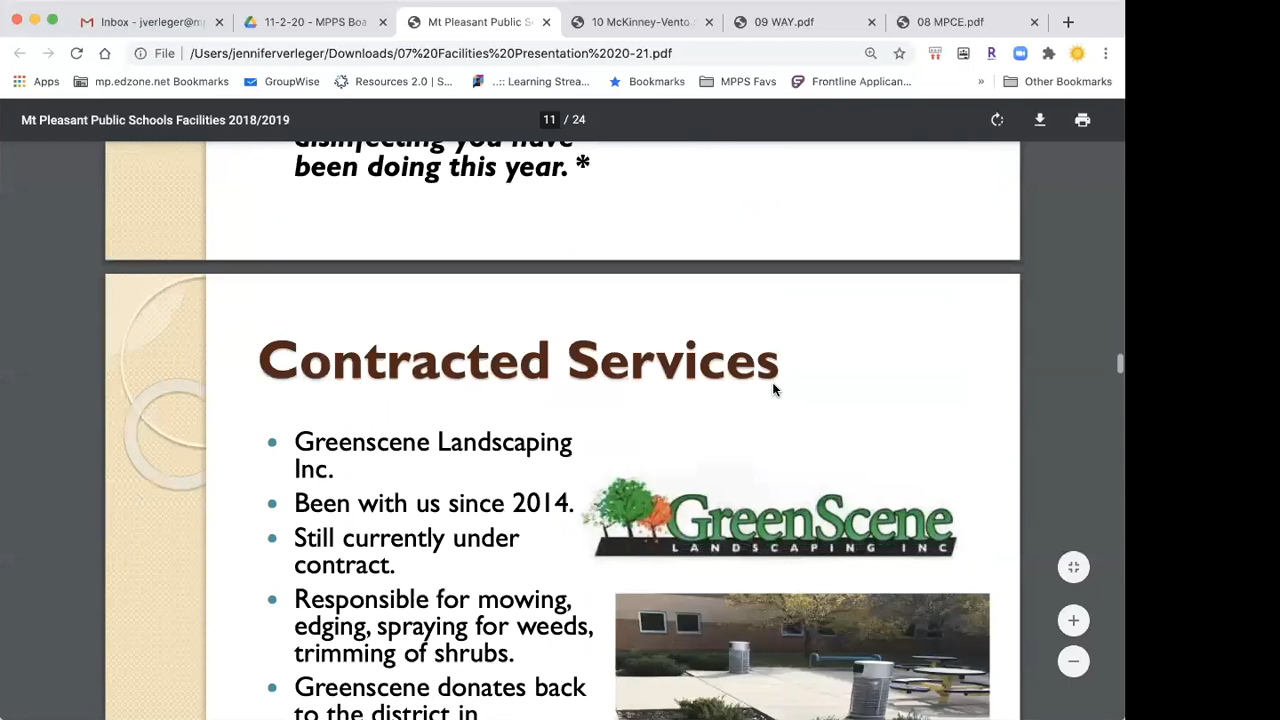 Inbox - jverleger@m
11-2-20 - MPPS Boa
Mt Pleasant Public S
10 McKinney-Vento.
09 WAY.pdf
08 MPCE.pdf
File /Users/jenniferverleger/Downloads/07%20Facilities%20Presentation%2020-21.pdf
Apps
mp.edzone.net Bookmarks
GroupWise
Resources 2.0 | S...
..:: Learning Strea...
Bookmarks
MPPS Favs
Frontline Applican...
»
Other Bookmarks
Mt Pleasant Public Schools Facilities 2018/2019
11 / 24
disinfecting you have
been doing this year. *
Contracted Services
• Greenscene Landscaping
Inc.
• Been with us since 2014.
• Still currently under
contract.
• Responsible for mowing,
edging, spraying for weeds,
trimming of shrubs.
• Greenscene donates back
to the district in
GreenScene
LANDSCAPING INC